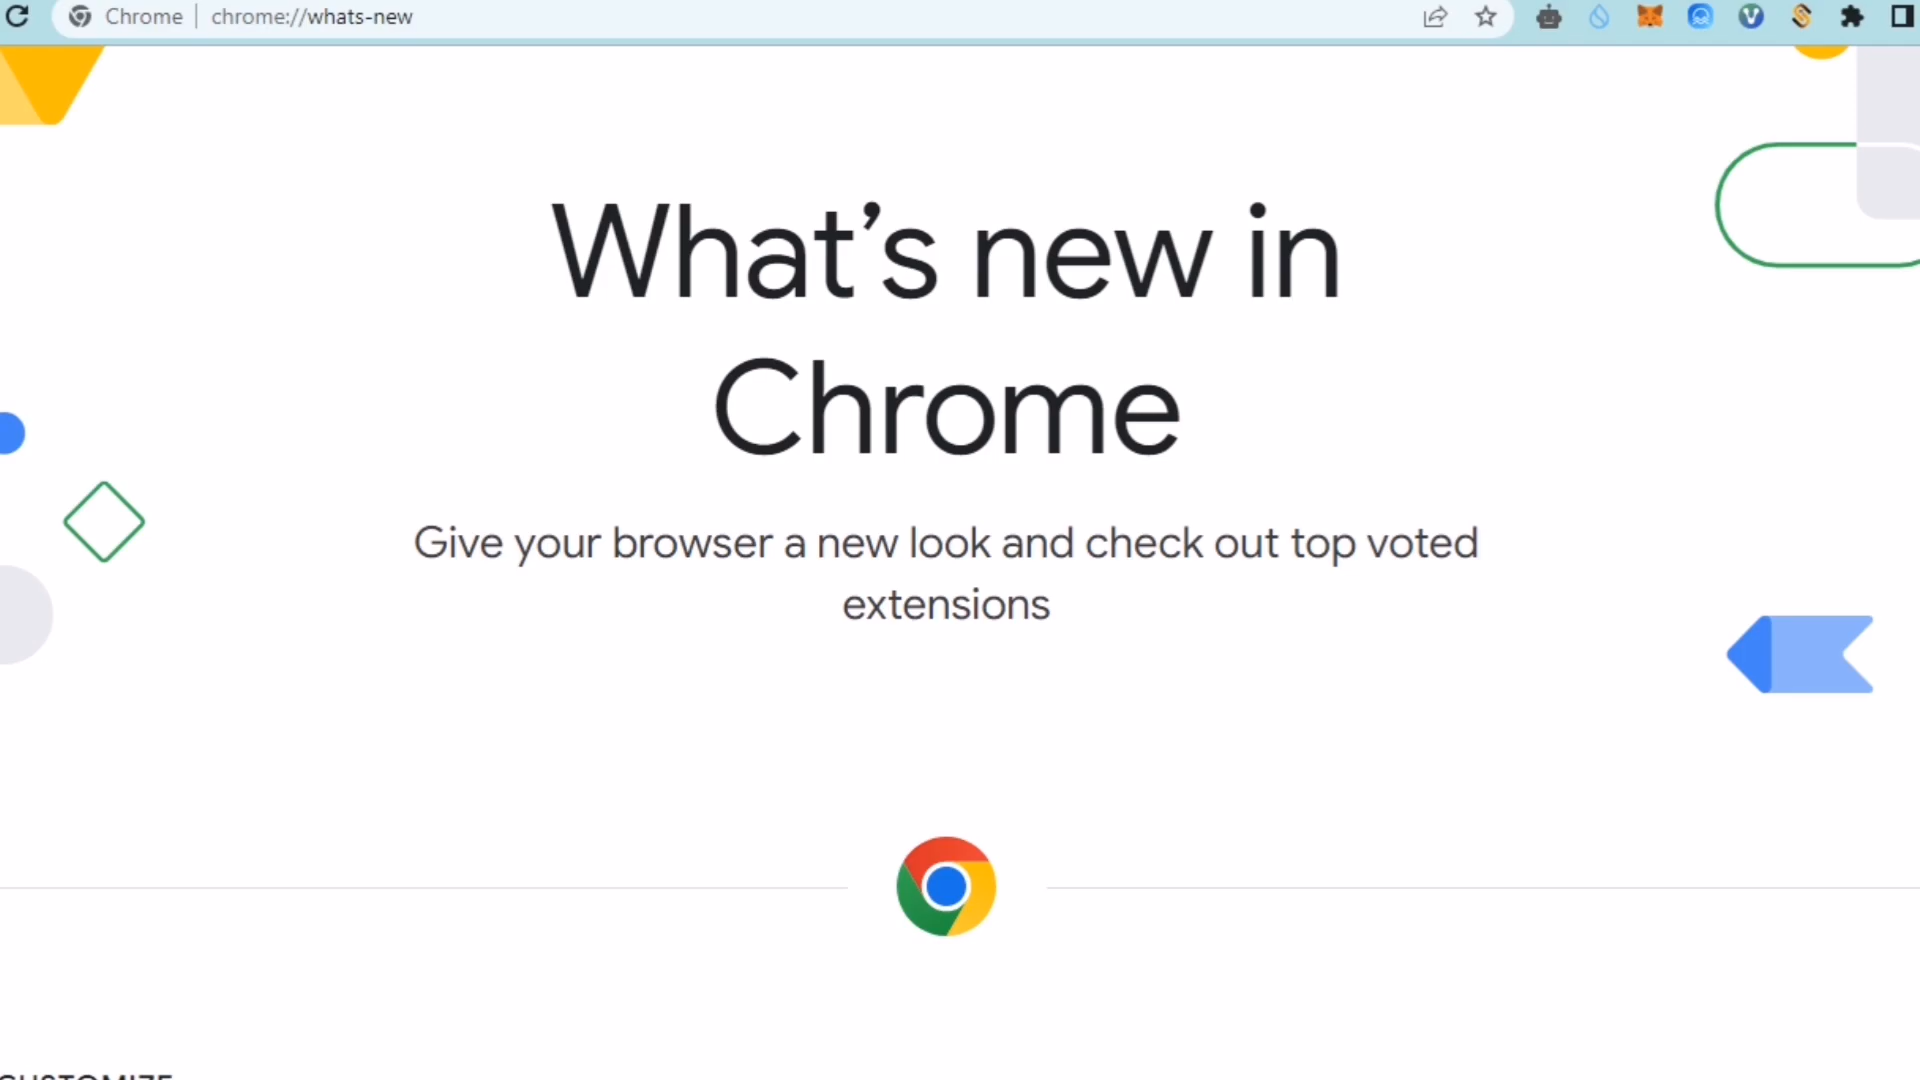 Chrome | chrome://whats-new
What's new in
Chrome
Give your browser a new look and check out top voted
extensions
CUSTOMIZE